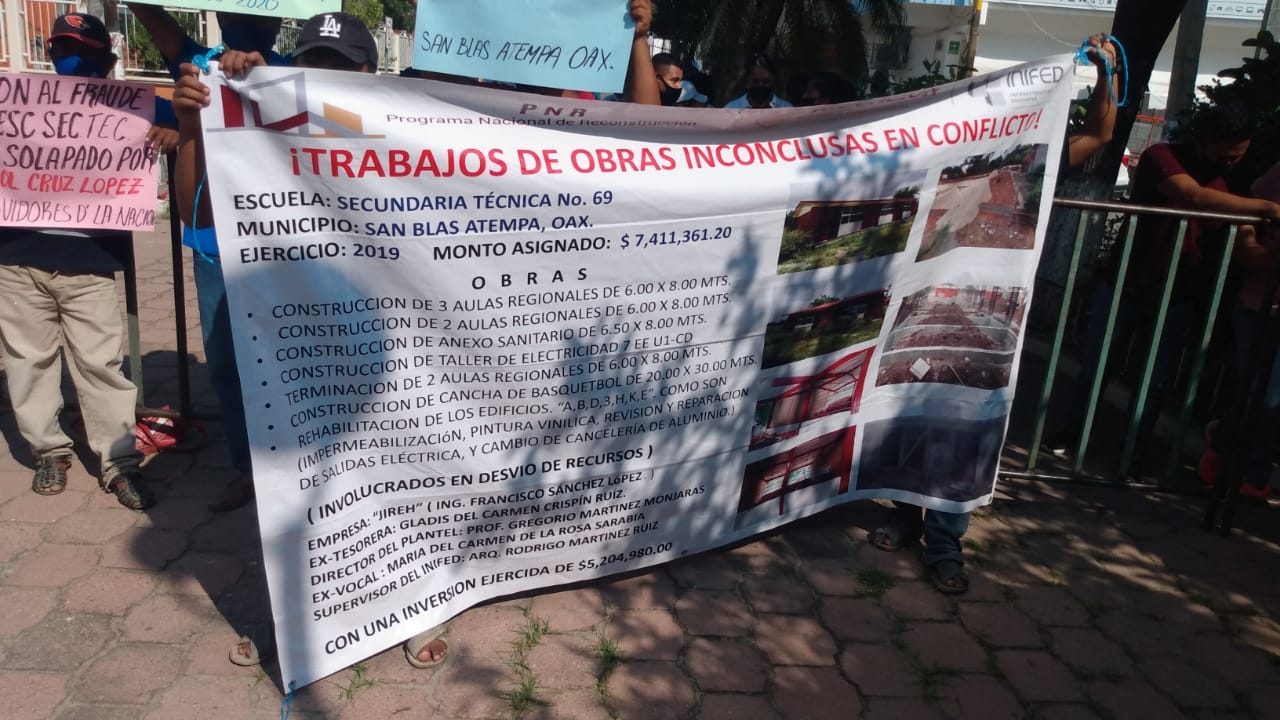 2020
SAN BLAS ATEMPA OAX.
ON AL FRAUDE
ESC SECTEC.
SOLAPADO POR
OL CRUZ LOPEZ
VIDORES D' LA NACION
LA
PNR
Programa Nacional de Reconstrucción
INIFED
INFRAESTRUCTURA
EDUCATIVA
¡TRABAJOS DE OBRAS INCONCLUSAS EN CONFLICTO!
ESCUELA: SECUNDARIA TÉCNICA No. 69
MUNICIPIO: SAN BLAS ATEMPA, OAX.
EJERCICIO: 2019 MONTO ASIGNADO: $ 7,411,361.20
O B R A S
• CONSTRUCCION DE 3 AULAS REGIONALES DE 6.00 X 8.00 MTS.
CONSTRUCCION DE 2 AULAS REGIONALES DE 6.00 X 8.00 MTS.
• CONSTRUCCION DE ANEXO SANITARIO DE 6.50 X 8.00 MTS.
• CONSTRUCCION DE TALLER DE ELECTRICIDAD 7 EE U1-CD
• TERMINACION DE 2 AULAS REGIONALES DE 6.00 X 8.00 MTS.
• CONSTRUCCION DE CANCHA DE BASQUETBOL DE 20.00 X 30.00 MTS.
• REHABILITACION DE LOS EDIFICIOS. "A,B,D,3,H,K,E". COMO SON
(IMPERMEABILIZACIóN, PINTURA VINILICA, REVISION Y REPARACION
DE SALIDAS ELÉCTRICA, Y CAMBIO DE CANCELERÍA DE ALUMINIO.)
( INVOLUCRADOS EN DESVIO DE RECURSOS )
EMPRESA: "JIREH" ( ING. FRANCISCO SÁNCHEZ LóPEZ. )
EX-TESORERA: GLADIS DEL CARMEN CRISPÍN RUÍZ.
DIRECTOR DEL PLANTEL: PROF. GREGORIO MARTINEZ MONJARAS
EX-VOCAL : MARIA DEL CARMEN DE LA ROSA SARABIA
SUPERVISOR DEL INIFED: ARQ. RODRIGO MARTINEZ RUIZ
CON UNA INVERSION EJERCIDA DE $5,204,980.00